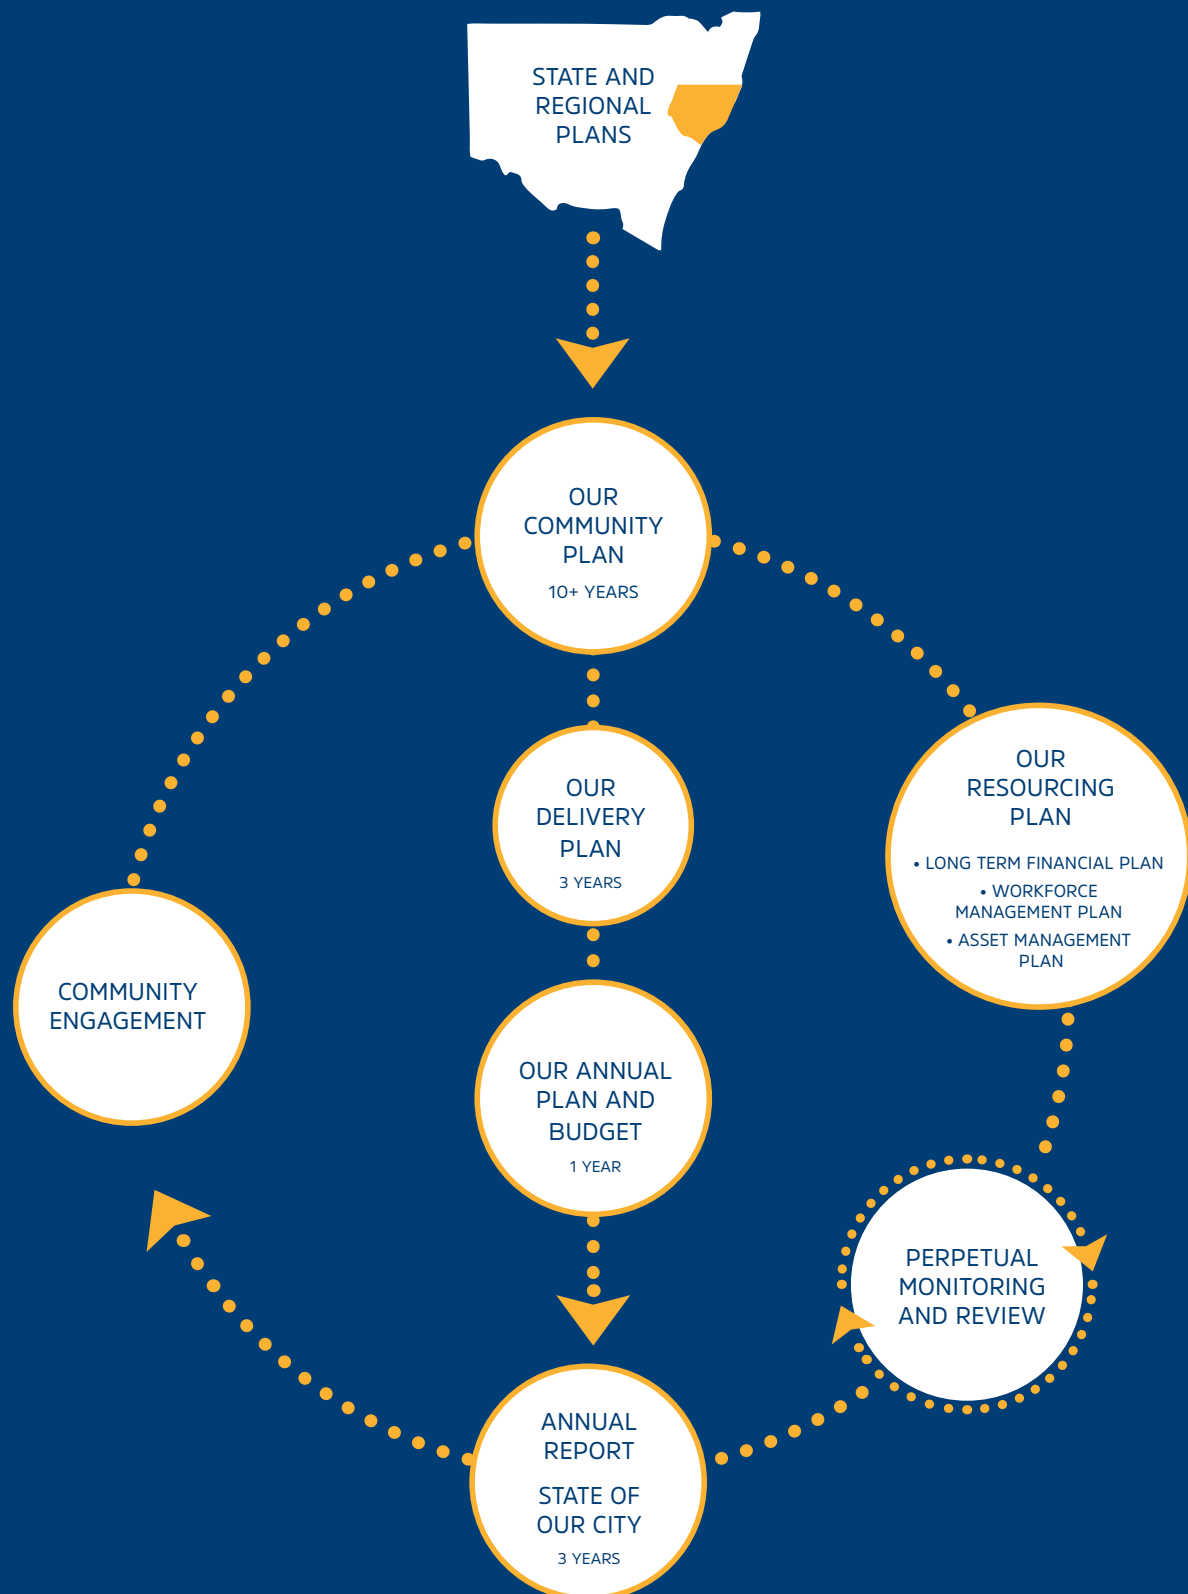 STATE AND
REGIONAL
PLANS
OUR
COMMUNITY
PLAN
10+ YEARS
OUR
DELIVERY
PLAN
3 YEARS
OUR
RESOURCING
PLAN
• LONG TERM FINANCIAL PLAN
• WORKFORCE
MANAGEMENT PLAN
• ASSET MANAGEMENT
PLAN
COMMUNITY
ENGAGEMENT
OUR ANNUAL
PLAN AND
BUDGET
1 YEAR
PERPETUAL
MONITORING
AND REVIEW
ANNUAL
REPORT
STATE OF
OUR CITY
3 YEARS